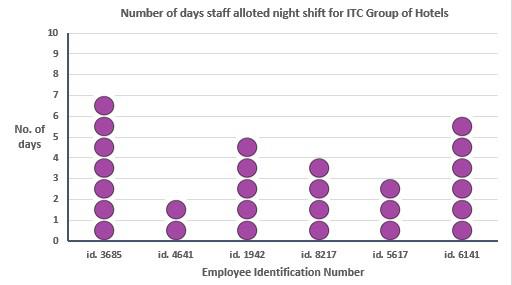 Number of days staff alloted night shift for ITC Group of Hotels
10
9
8
7
6
5
4
3
2
1
0
No. of
days
id. 3685 id. 4641 id. 1942 id. 8217 id. 5617 id. 6141
Employee Identification Number